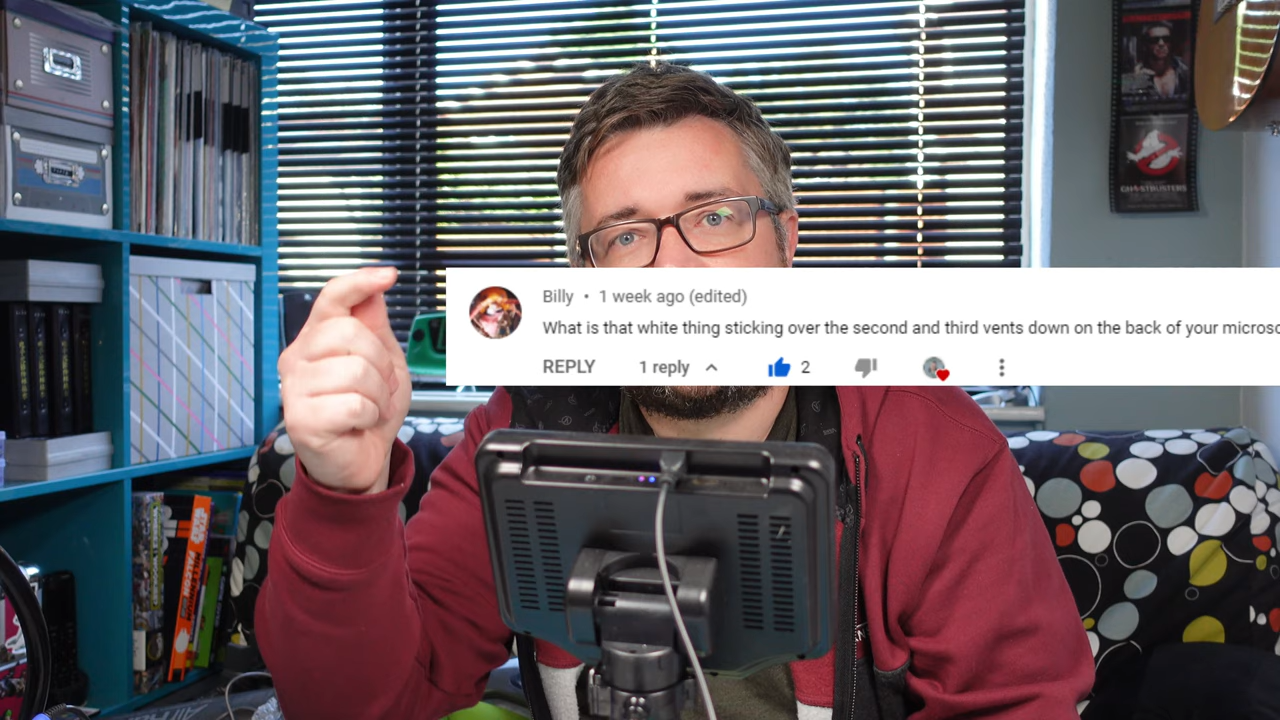 GHOSTBUSTERS
Billy • 1 week ago (edited)
What is that white thing sticking over the second and third vents down on the back of your microsc
REPLY 1 reply 2